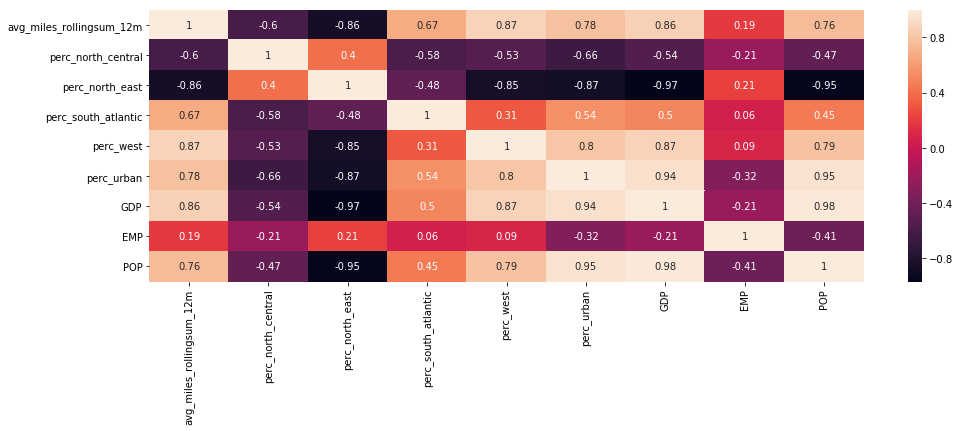 avg_miles_rollingsum_12m 1 -0.6 -0.86 0.67 0.87 0.78 0.86 0.19 0.76
perc_north_central -0.6 1 0.4 -0.58 -0.53 -0.66 -0.54 -0.21 -0.47
perc_north_east -0.86 0.4 1 -0.48 -0.85 -0.87 -0.97 0.21 -0.95
perc_south_atlantic 0.67 -0.58 -0.48 1 0.31 0.54 0.5 0.06 0.45
perc_west 0.87 -0.53 -0.85 0.31 1 0.8 0.87 0.09 0.79
perc_urban 0.78 -0.66 -0.87 0.54 0.8 1 0.94 -0.32 0.95
GDP 0.86 -0.54 -0.97 0.5 0.87 0.94 1 -0.21 0.98
EMP 0.19 -0.21 0.21 0.06 0.09 -0.32 -0.21 1 -0.41
POP 0.76 -0.47 -0.95 0.45 0.79 0.95 0.98 -0.41 1
avg_miles_rollingsum_12m
perc_north_central
perc_north_east
perc_south_atlantic
perc_west
perc_urban
GDP
EMP
POP
0.8
0.4
0.0
-0.4
-0.8